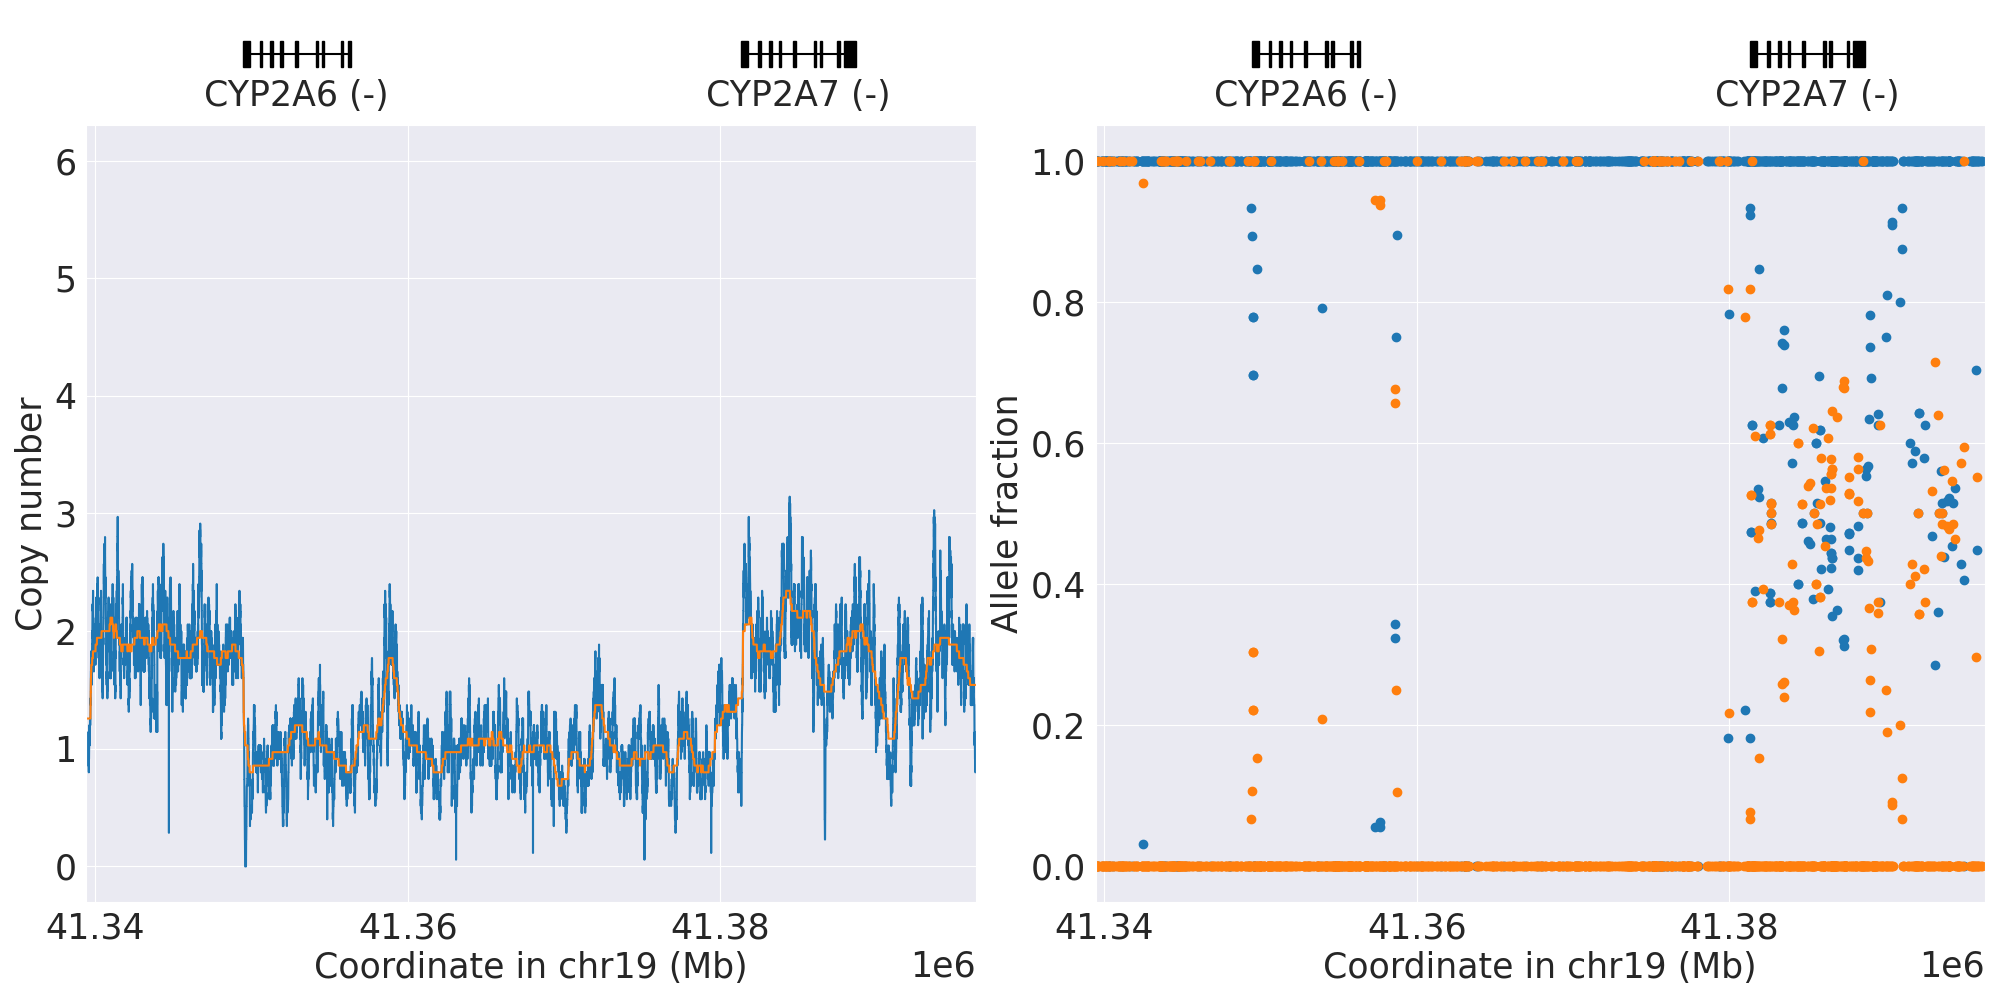 CYP2A6 (-)
CYP2A7 (-)
6
5
4
3
2
1
0
Copy number
41.34
41.36
41.38
Coordinate in chr19 (Mb)
1e6
CYP2A6 (-)
CYP2A7 (-)
1.0
0.8
0.6
0.4
0.2
0.0
Allele fraction
41.34
41.36
41.38
Coordinate in chr19 (Mb)
1e6